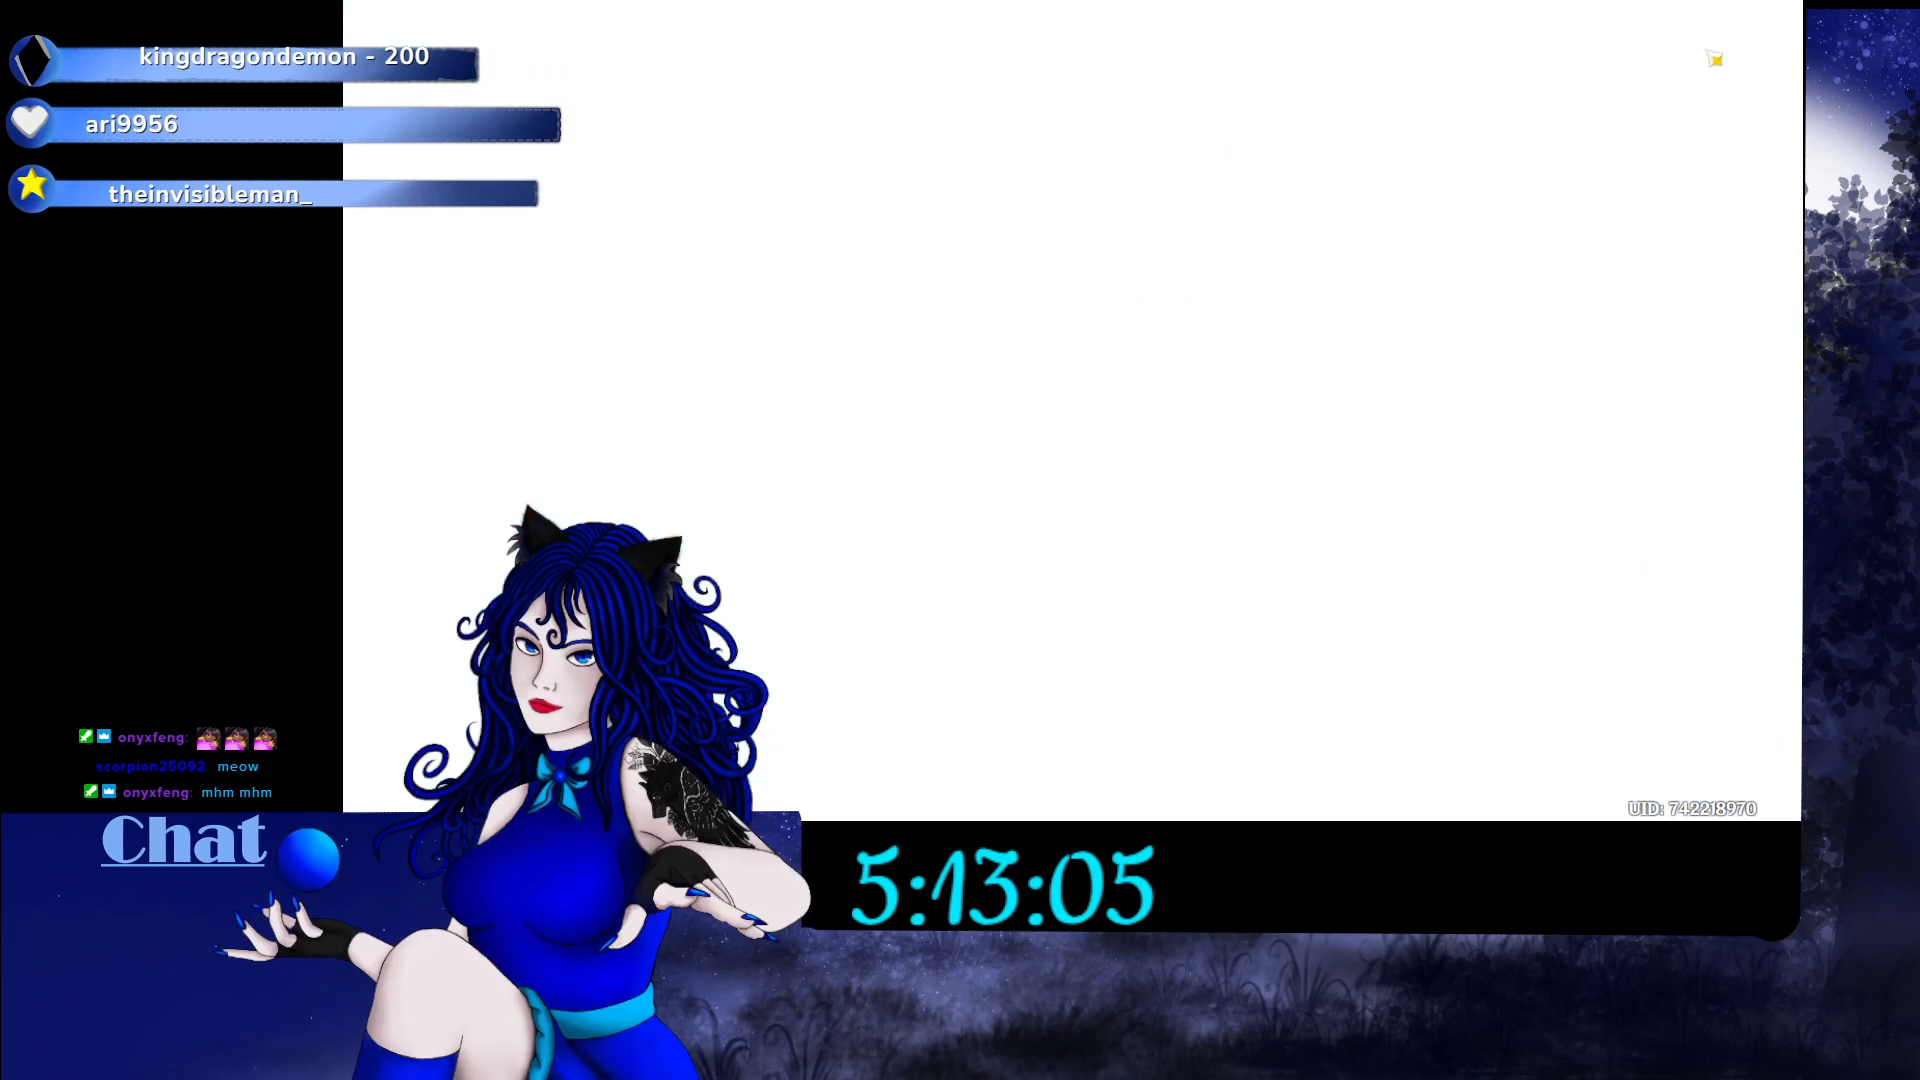 kingdragondemon - 200
ari9956
theinvisibleman_
onyxfeng:
scorpion25092 meow
onyxfeng: mhm mhm
Chat
UID: 742218970
5:13:05